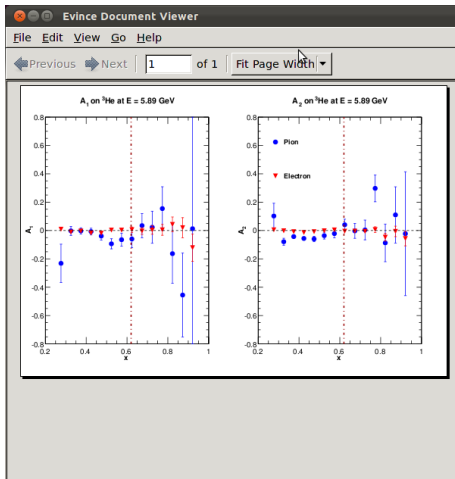 Evince Document Viewer
File Edit View Go Help
Previous Next 1 of 1 Fit Page Width
A1 on 3He at E = 5.89 GeV
A1
0.8
0.6
0.4
0.2
0
-0.2
-0.4
-0.6
-0.8
0.2 0.4 0.6 0.8 1
x
A2 on 3He at E = 5.89 GeV
Pion
Electron
A2
0.8
0.6
0.4
0.2
0
-0.2
-0.4
-0.6
-0.8
0.2 0.4 0.6 0.8 1
x